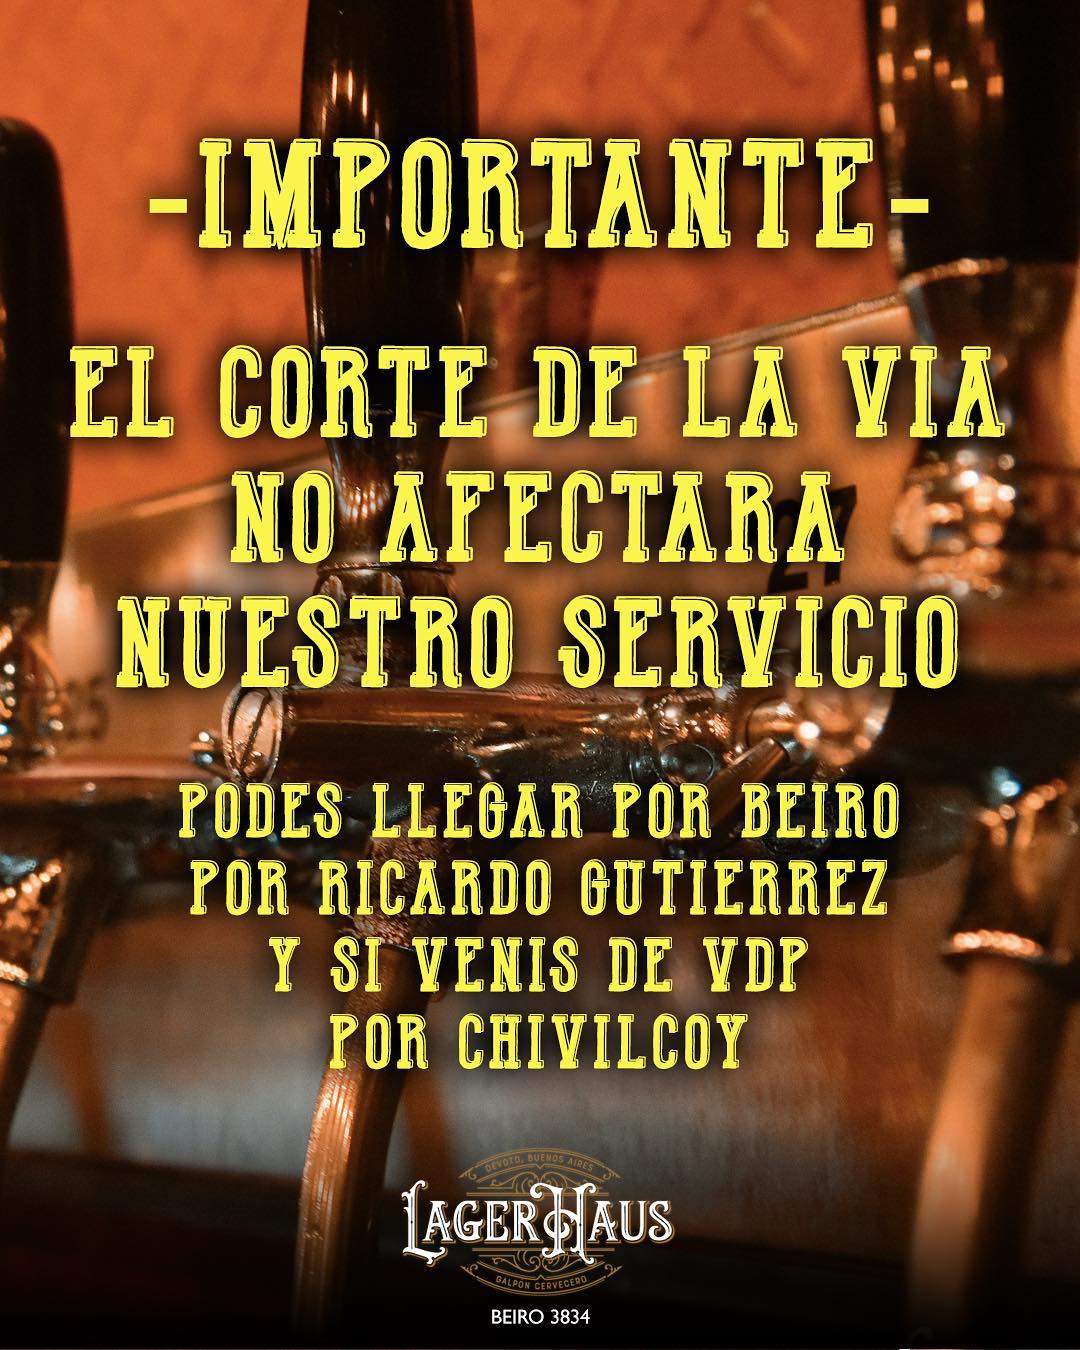 -IMPORTANTE-
EL CORTE DE LA VIA
NO AFECTARA
NUESTRO SERVICIO
PODES LLEGAR POR BEIRO
POR RICARDO GUTIERREZ
Y SI VENIS DE VDP
POR CHIVILCOY
DEVOTO, BUENOS AIRES
LAGERHAUS
GALPON CERVECERO
BEIRO 3834
27